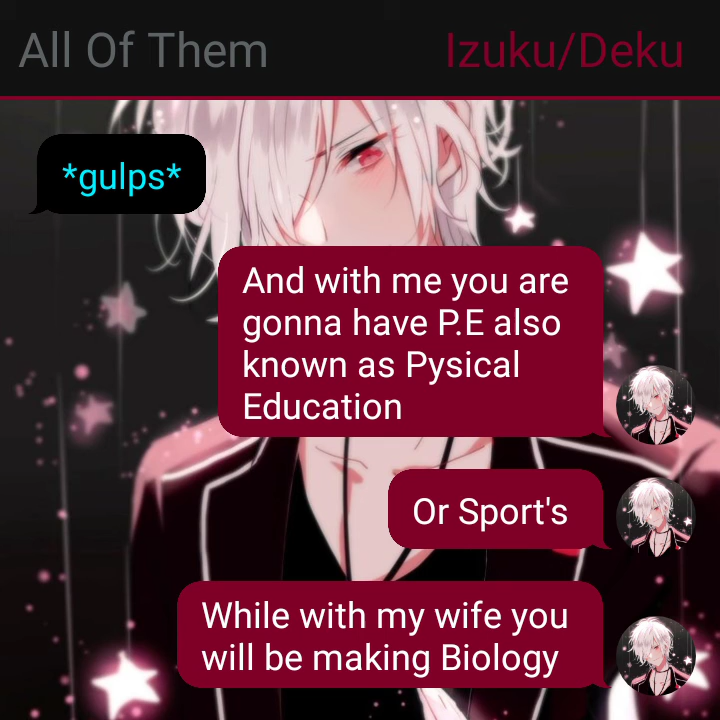 All Of Them Izuku/Deku
*gulps*
And with me you are
gonna have P.E also
known as Pysical
Education
Or Sport's
While with my wife you
will be making Biology